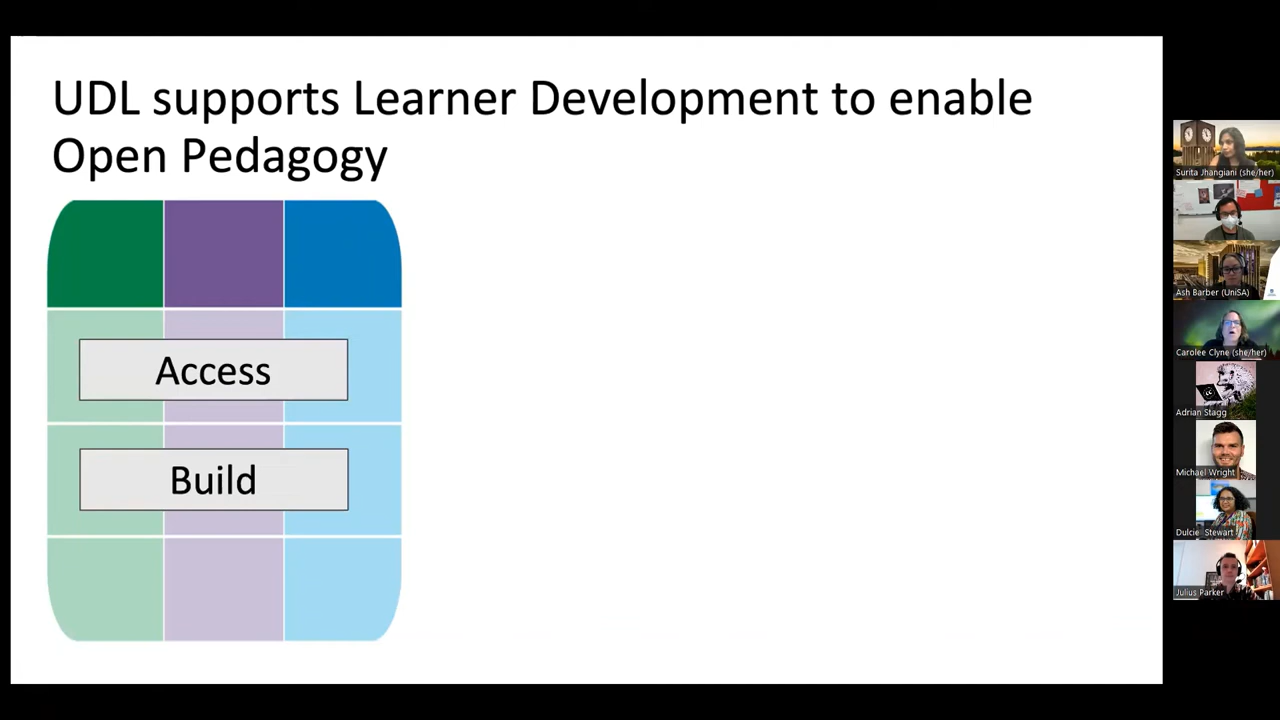 UDL supports Learner Development to enable
Open Pedagogy
Access
Build
Surita Jhangiani (she/her)
Ash Barber (UniSA)
Carolee Clyne (she/her)
Adrian Stagg
Michael Wright
Dulcie Stewart
Julius Parker